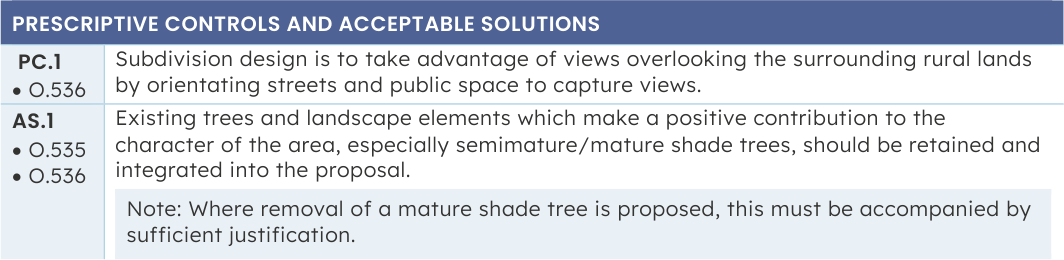 PRESCRIPTIVE CONTROLS AND ACCEPTABLE SOLUTIONS
PC.1
• O.536
Subdivision design is to take advantage of views overlooking the surrounding rural lands
by orientating streets and public space to capture views.
AS.1
• O.535
• O.536
Existing trees and landscape elements which make a positive contribution to the
character of the area, especially semimature/mature shade trees, should be retained and
integrated into the proposal.
Note: Where removal of a mature shade tree is proposed, this must be accompanied by
sufficient justification.